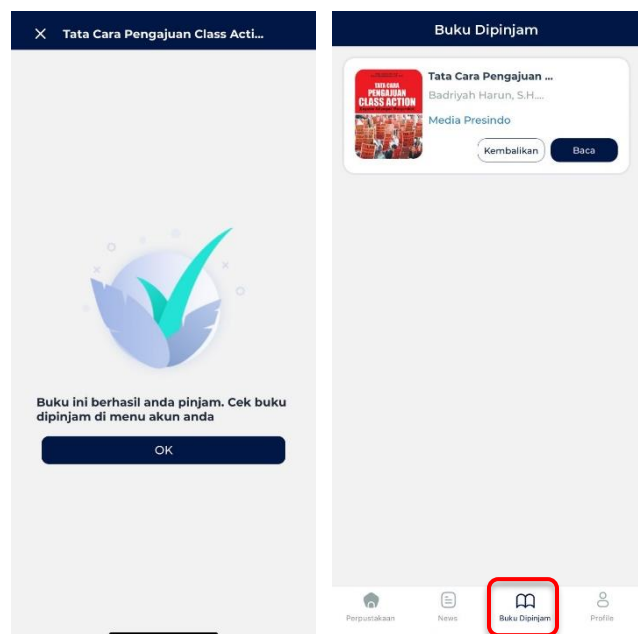 Tata Cara Pengajuan Class Acti...
Buku ini berhasil anda pinjam. Cek buku
dipinjam di menu akun anda
OK
Buku Dipinjam
TATA CARA
PENGAJUAN
CLASS ACTION
Tata Cara Pengajuan ...
Badriyah Harun, S.H....
Media Presindo
Kembalikan
Baca
Perpustakaan
News
Buku Dipinjam
Profile